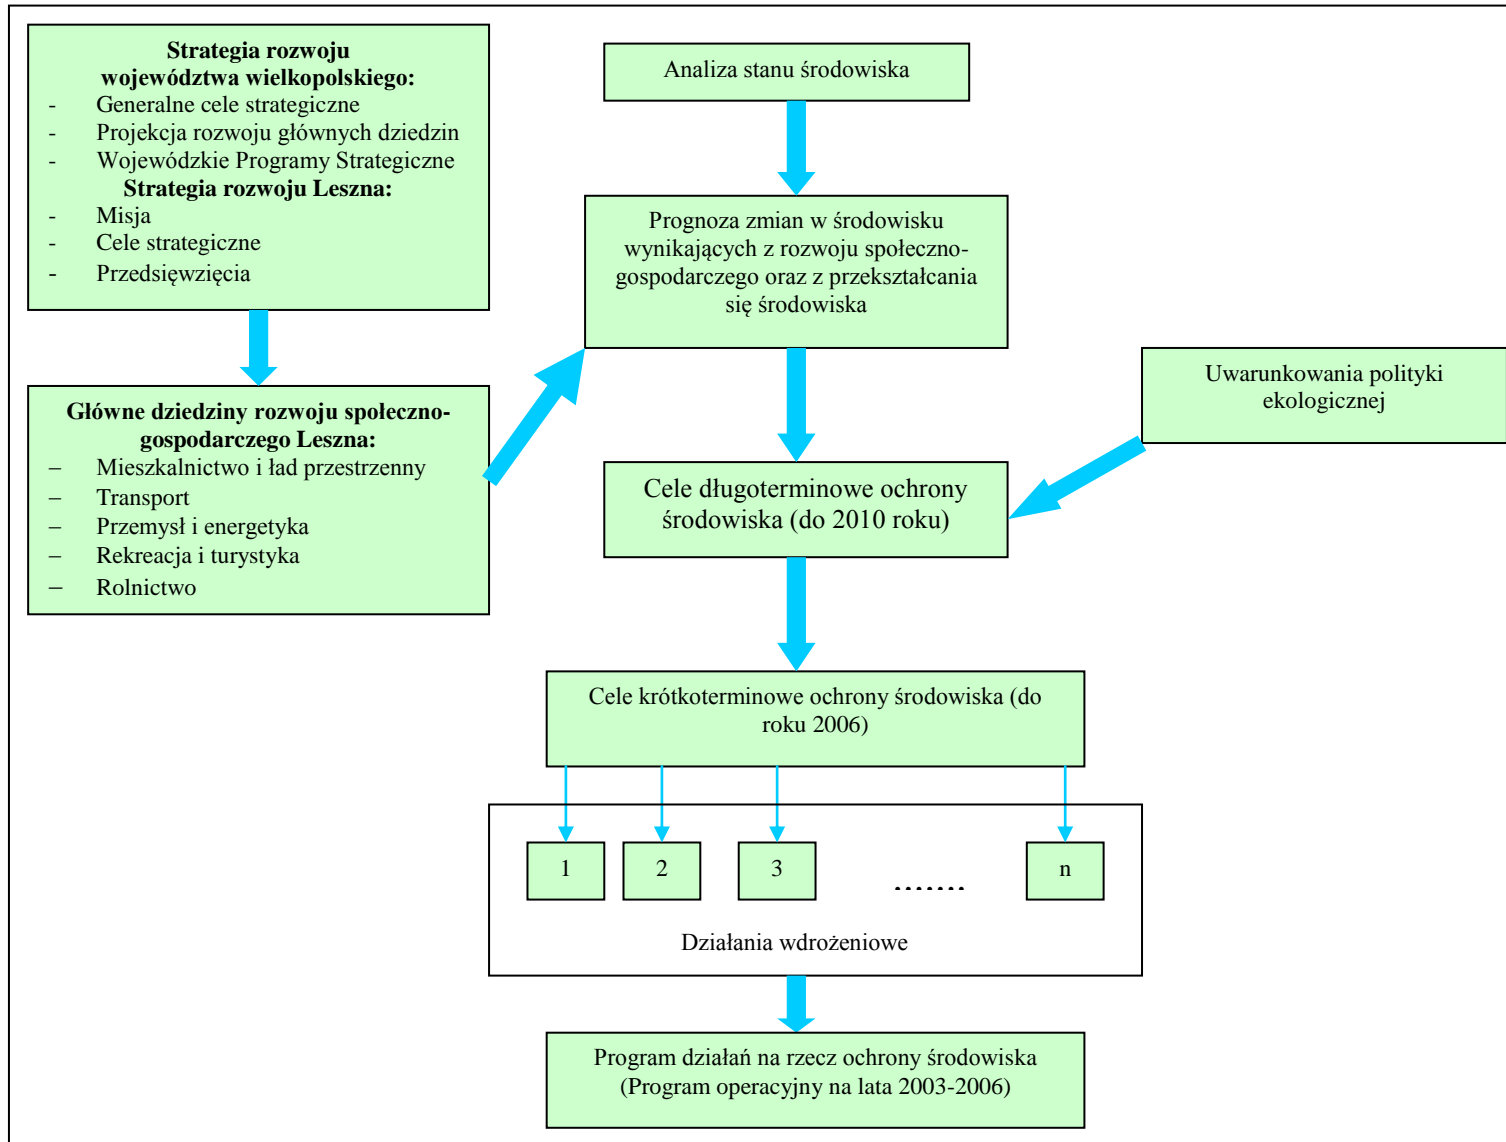 Strategia rozwoju
województwa wielkopolskiego:
- Generalne cele strategiczne
- Projekcja rozwoju głównych dziedzin
- Wojewódzkie Programy Strategiczne
Strategia rozwoju Leszna:
- Misja
- Cele strategiczne
- Przedsięwzięcia
Analiza stanu środowiska
Prognoza zmian w środowisku
wynikających z rozwoju społeczno-
gospodarczego oraz z przekształcania
się środowiska
Główne dziedziny rozwoju społeczno-
gospodarczego Leszna:
– Mieszkalnictwo i ład przestrzenny
– Transport
– Przemysł i energetyka
– Rekreacja i turystyka
– Rolnictwo
Uwarunkowania polityki
ekologicznej
Cele długoterminowe ochrony
środowiska (do 2010 roku)
Cele krótkoterminowe ochrony środowiska (do
roku 2006)
1 2 3 ....... n
Działania wdrożeniowe
Program działań na rzecz ochrony środowiska
(Program operacyjny na lata 2003-2006)